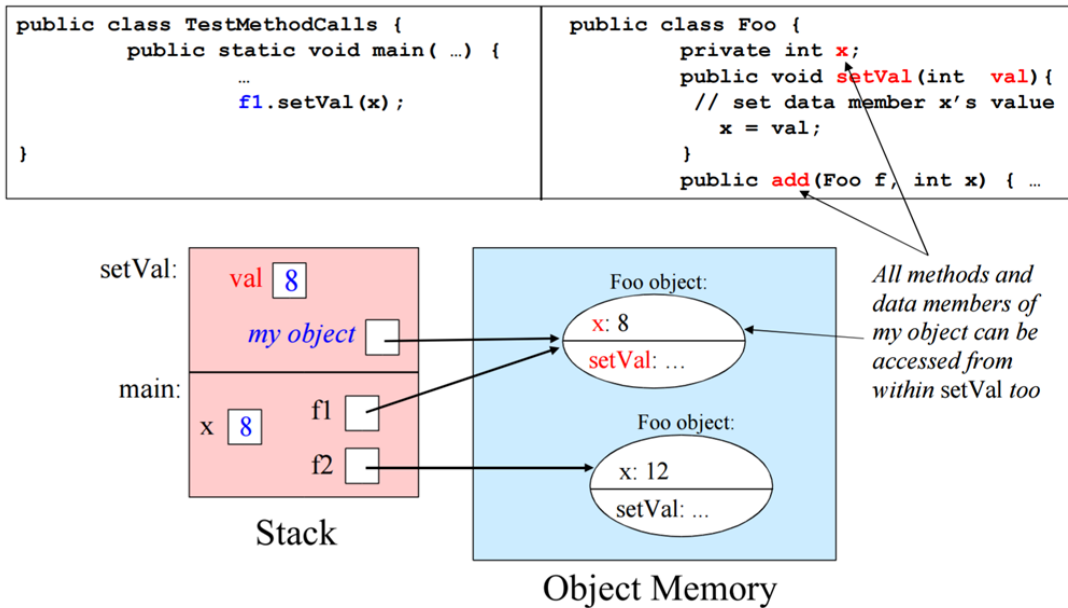 public class TestMethodCalls {
public static void main( …) {
…
f1.setVal(x);
}
public class Foo {
private int x;
public void setVal(int val){
// set data member x's value
x = val;
}
public add(Foo f, int x) { …
setVal:
val 8
my object
main:
x 8
f1
f2
Stack
Foo object:
x: 8
setVal: …
Foo object:
x: 12
setVal: ...
Object Memory
All methods and
data members of
my object can be
accessed from
within setVal too